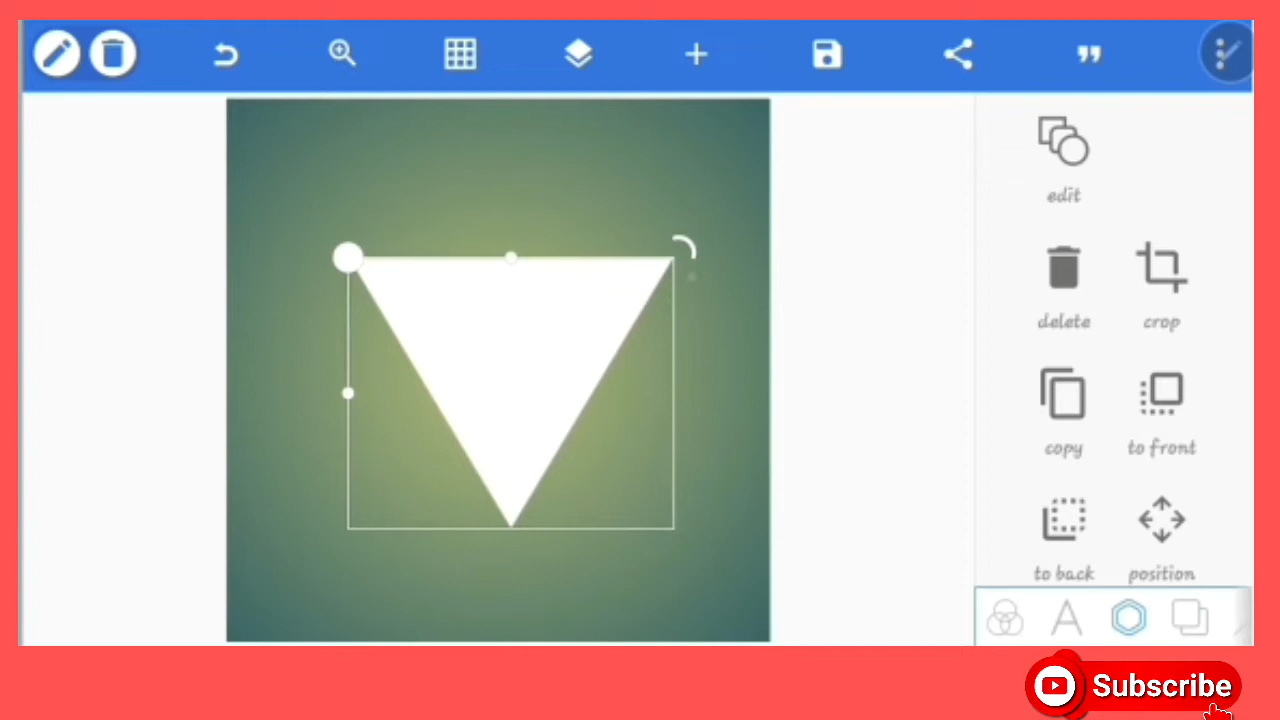 edit
delete
crop
copy
to front
to back
position
Subscribe